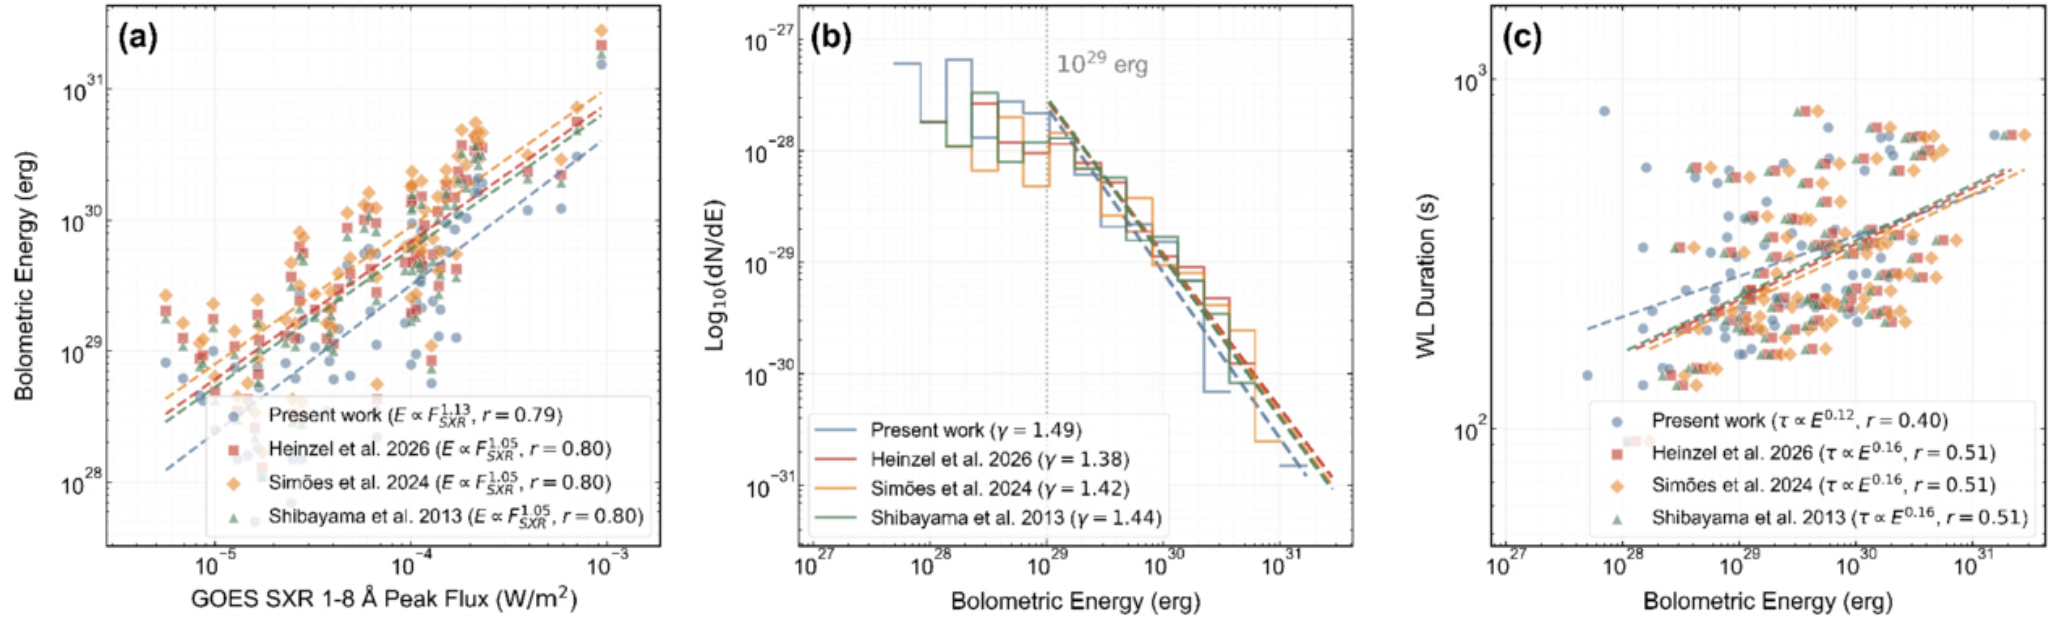 (a)
Bolometric Energy (erg)
10^31
10^30
10^29
10^28
Present work (E ∝ F_SXR^1.13, r = 0.79)
Heinzel et al. 2026 (E ∝ F_SXR^1.05, r = 0.80)
Simões et al. 2024 (E ∝ F_SXR^1.05, r = 0.80)
Shibayama et al. 2013 (E ∝ F_SXR^1.05, r = 0.80)
10^−5 10^−4 10^−3
GOES SXR 1-8 Å Peak Flux (W/m^2)
(b)
Log_10(dN/dE)
10^−27
10^−28
10^−29
10^−30
10^−31
10^29 erg
Present work (γ = 1.49)
Heinzel et al. 2026 (γ = 1.38)
Simões et al. 2024 (γ = 1.42)
Shibayama et al. 2013 (γ = 1.44)
10^27 10^28 10^29 10^30 10^31
Bolometric Energy (erg)
(c)
WL Duration (s)
10^3
10^2
Present work (τ ∝ E^0.12, r = 0.40)
Heinzel et al. 2026 (τ ∝ E^0.16, r = 0.51)
Simões et al. 2024 (τ ∝ E^0.16, r = 0.51)
Shibayama et al. 2013 (τ ∝ E^0.16, r = 0.51)
10^27 10^28 10^29 10^30 10^31
Bolometric Energy (erg)